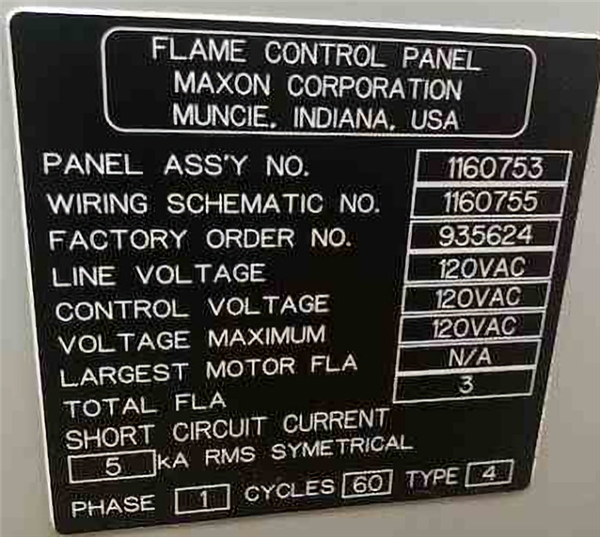 FLAME CONTROL PANEL
MAXON CORPORATION
MUNCIE, INDIANA, USA
PANEL ASS'Y NO. 1160753
WIRING SCHEMATIC NO. 1160755
FACTORY ORDER NO. 935624
LINE VOLTAGE 120VAC
CONTROL VOLTAGE 120VAC
VOLTAGE MAXIMUM 120VAC
LARGEST MOTOR FLA N/A
TOTAL FLA 3
SHORT CIRCUIT CURRENT
5 KA RMS SYMETRICAL
PHASE 1 CYCLES 60 TYPE 4